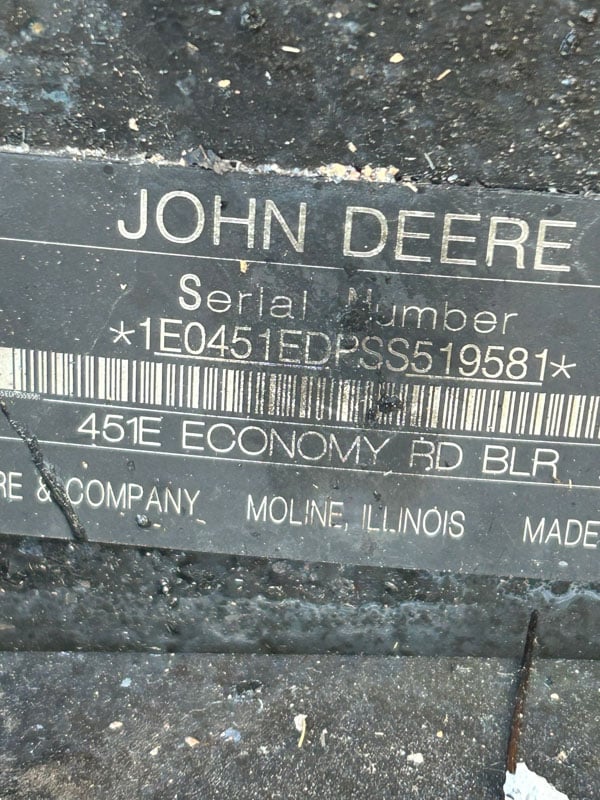 JOHN DEERE
Serial Number
*1E0451EDPSS519581*
451E ECONOMY RD BLR
RE & COMPANY MOLINE, ILLINOIS MADE